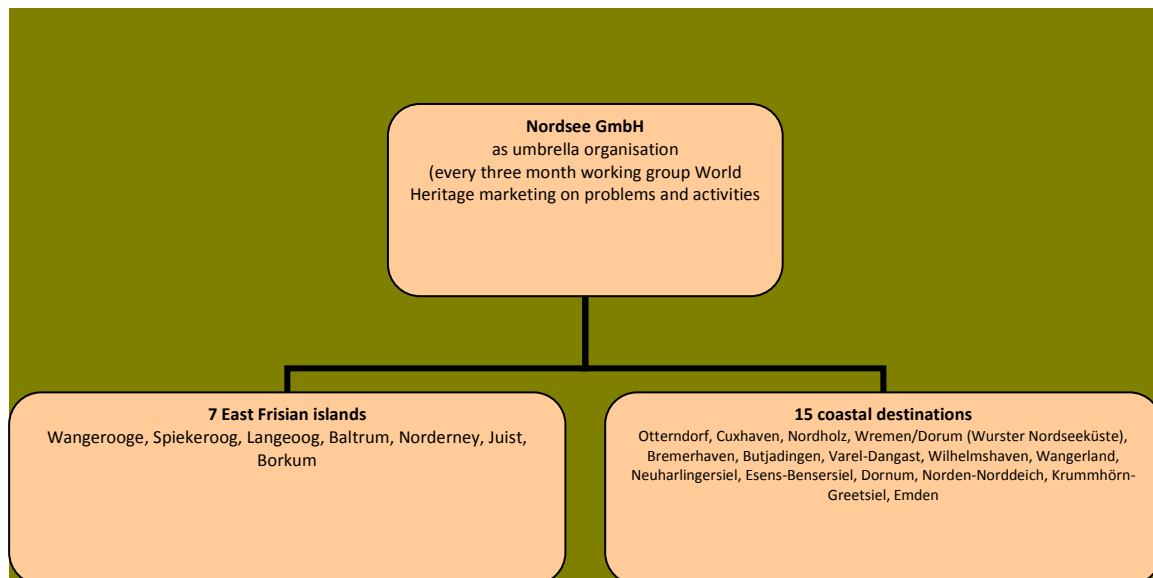 Nordsee GmbH
as umbrella organisation
(every three month working group World
Heritage marketing on problems and activities
7 East Frisian islands
Wangerooge, Spiekeroog, Langeoog, Baltrum, Norderney, Juist,
Borkum
15 coastal destinations
Otterndorf, Cuxhaven, Nordholz, Wremen/Dorum (Wurster Nordseeküste),
Bremerhaven, Butjadingen, Varel-Dangast, Wilhelmshaven, Wangerland,
Neuharlingersiel, Esens-Bensersiel, Dornum, Norden-Norddeich, Krummhörn-
Greetsiel, Emden